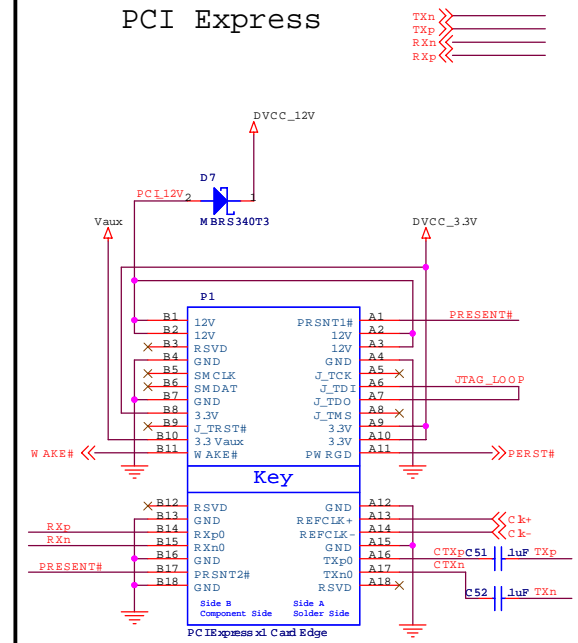 PCI Express
TXn
TXp
RXn
RXp
DVCC_12V
D7
PCI_12V 2 1
MBRS340T3
Vaux
DVCC_3.3V
P1
B1 12V PRSNT1# A1 PRESENT#
B2 12V 12V A2
B3 RSVD 12V A3
B4 GND GND A4
B5 SMCLK J_TCK A5
B6 SMDAT J_TDI A6 JTAG_LOOP
B7 GND J_TDO A7
B8 3.3V J_TMS A8
B9 J_TRST# 3.3V A9
B10 3.3Vaux 3.3V A10
WAKE# B11 WAKE# PWRGD A11 PERST#
Key
B12 RSVD GND A12
B13 GND REFCLK+ A13 Clk+
RXp B14 RXp0 REFCLK- A14 Clk-
RXn B15 RXn0 GND A15
B16 GND TXp0 A16 CTXp C51 .1uF TXp
PRESENT# B17 PRSNT2# TXn0 A17 CTXn
B18 GND RSVD A18
C52 .1uF TXn
Side B Side A
Component Side Solder Side
PCIExpress x1 Card Edge